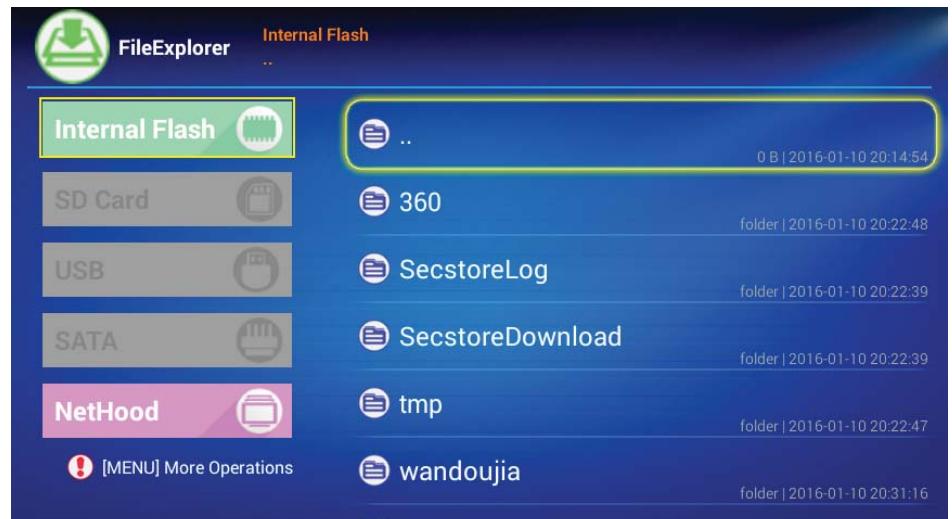 FileExplorer
Internal Flash
..
Internal Flash
SD Card
USB
SATA
NetHood
[MENU] More Operations
..
0 B | 2016-01-10 20:14:54
360
folder | 2016-01-10 20:22:48
SecstoreLog
folder | 2016-01-10 20:22:39
SecstoreDownload
folder | 2016-01-10 20:22:39
tmp
folder | 2016-01-10 20:22:47
wandoujia
folder | 2016-01-10 20:31:16